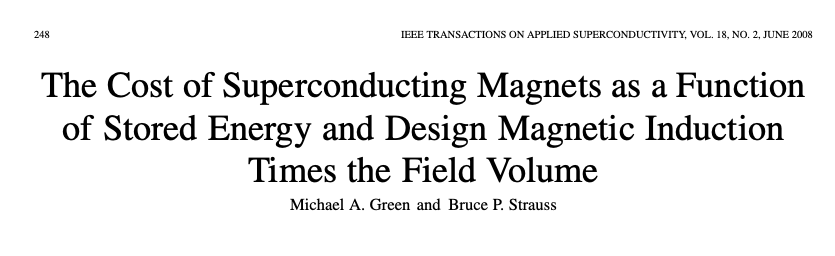 248
IEEE TRANSACTIONS ON APPLIED SUPERCONDUCTIVITY, VOL. 18, NO. 2, JUNE 2008
The Cost of Superconducting Magnets as a Function
of Stored Energy and Design Magnetic Induction
Times the Field Volume
Michael A. Green and Bruce P. Strauss